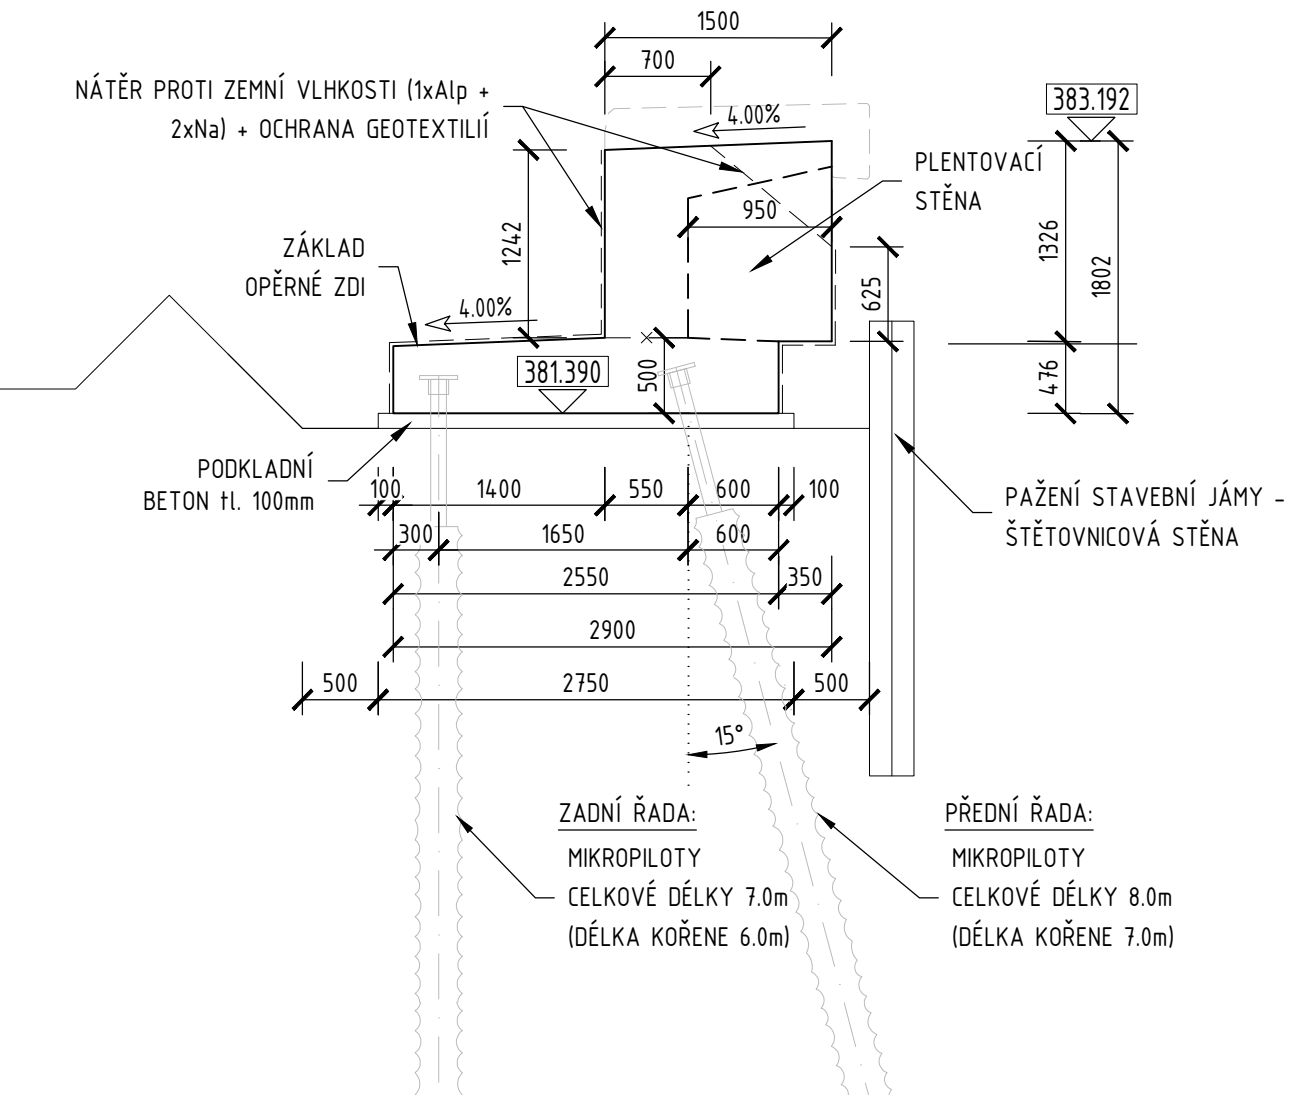 1500
700
NÁTĚR PROTI ZEMNÍ VLHKOSTI (1xAlp +
2xNa) + OCHRANA GEOTEXTILIÍ
4.00%
383.192
PLENTOVACÍ
STĚNA
950
1242
1326
1802
ZÁKLAD
OPĚRNÉ ZDI
4.00%
625
381.390
500
476
PODKLADNÍ
BETON tl. 100mm
100
1400
550
600
100
PAŽENÍ STAVEBNÍ JÁMY -
ŠTĚTOVNICOVÁ STĚNA
300
1650
600
2550
350
2900
500
2750
500
15°
ZADNÍ ŘADA:
MIKROPILOTY
CELKOVÉ DÉLKY 7.0m
(DÉLKA KOŘENE 6.0m)
PŘEDNÍ ŘADA:
MIKROPILOTY
CELKOVÉ DÉLKY 8.0m
(DÉLKA KOŘENE 7.0m)